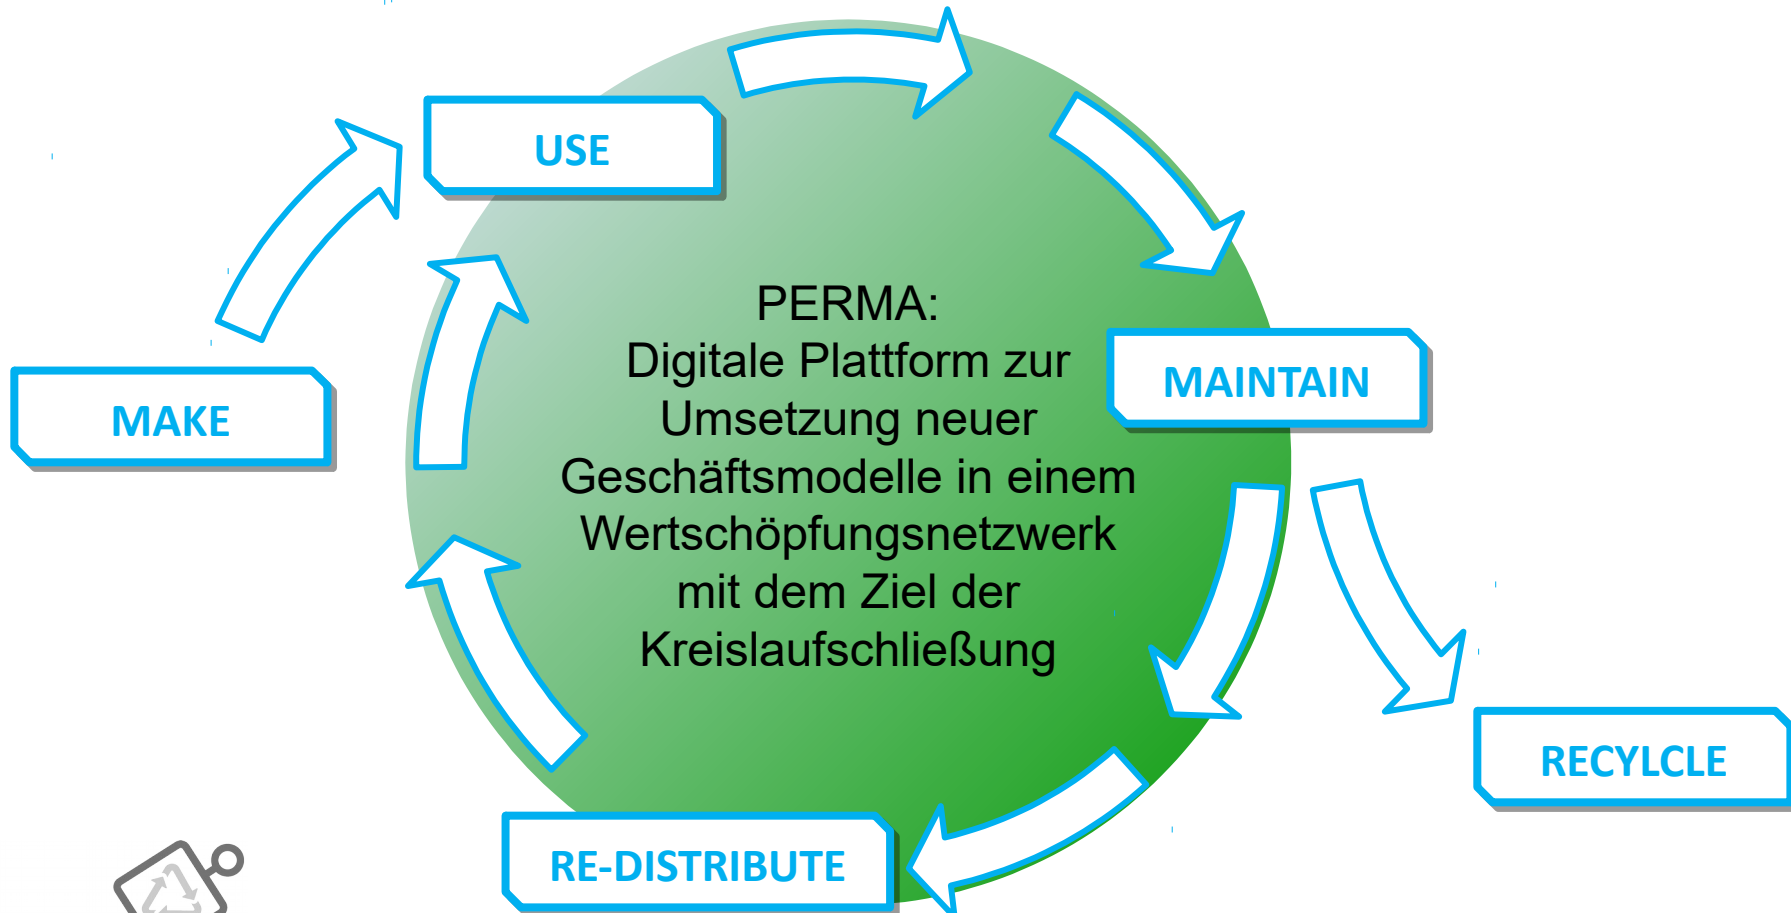 USE
PERMA:
Digitale Plattform zur
Umsetzung neuer
Geschäftsmodelle in einem
Wertschöpfungsnetzwerk
mit dem Ziel der
Kreislaufschließung
MAINTAIN
MAKE
RECYLCLE
RE-DISTRIBUTE